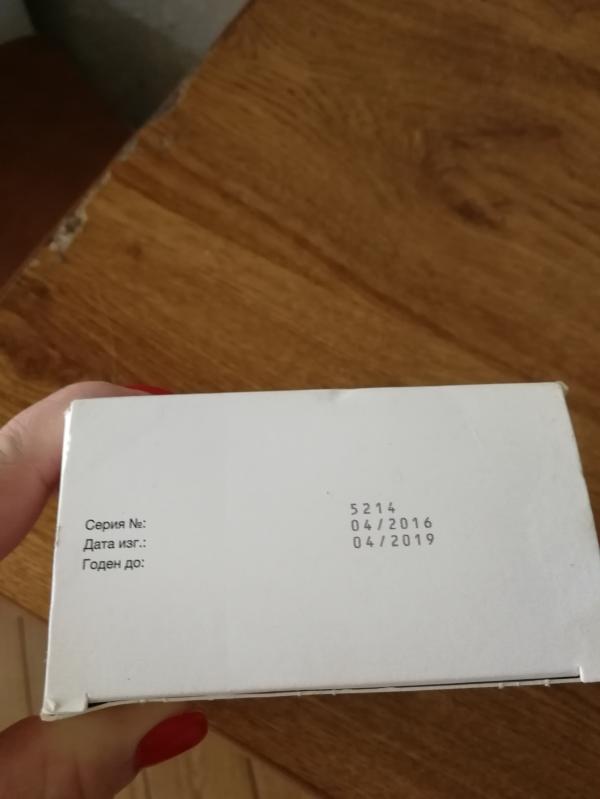 Серия №: 5214
Дата изг.: 04/2016
Годен до: 04/2019